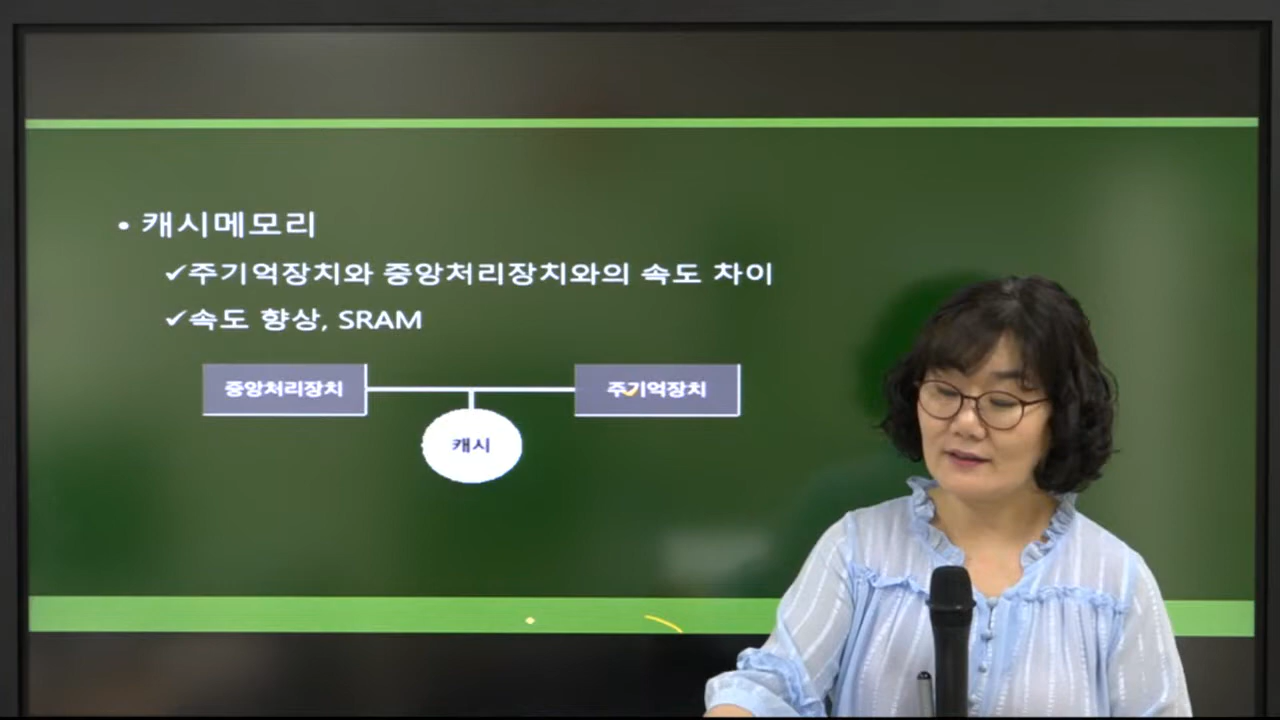 • 캐시메모리
✓주기억장치와 중앙처리장치와의 속도 차이
✓속도 향상, SRAM
중앙처리장치
주기억장치
캐시